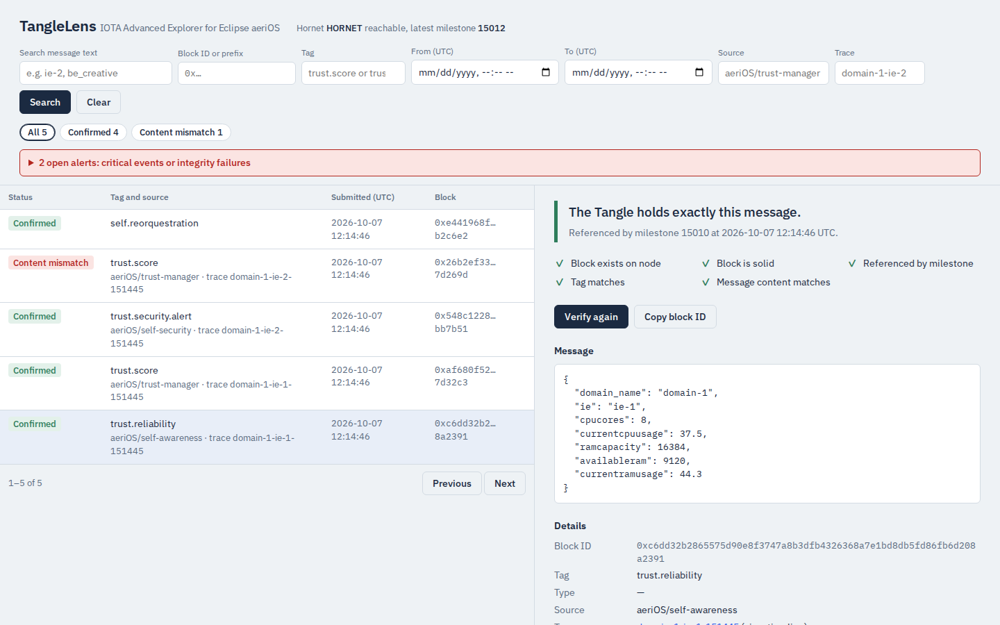 TangleLens IOTA Advanced Explorer for Eclipse aeriOS Hornet HORNET reachable, latest milestone 15012
Search message text Block ID or prefix Tag From (UTC) To (UTC) Source Trace
e.g. ie-2, be_creative 0x… trust.score or trus mm/dd/yyyy, --:-- -- mm/dd/yyyy, --:-- -- aeriOS/trust-manager domain-1-ie-2
Search Clear
All 5 Confirmed 4 Content mismatch 1
2 open alerts: critical events or integrity failures
Status Tag and source Submitted (UTC) Block
Confirmed self.reorquestration 2026-10-07 0xe441968f…
12:14:46 b2c6e2
Content mismatch trust.score 2026-10-07 0x26b2ef33…
aeriOS/trust-manager · trace domain-1-ie-2- 12:14:46 7d269d
151445
Confirmed trust.security.alert 2026-10-07 0x548c1228…
aeriOS/self-security · trace domain-1-ie-2- 12:14:46 bb7b51
151445
Confirmed trust.score 2026-10-07 0xaf680f52…
aeriOS/trust-manager · trace domain-1-ie-1- 12:14:46 7d32c3
151445
Confirmed trust.reliability 2026-10-07 0xc6dd32b2…
aeriOS/self-awareness · trace domain-1-ie-1- 12:14:46 8a2391
151445
1–5 of 5 Previous Next
The Tangle holds exactly this message.
Referenced by milestone 15010 at 2026-10-07 12:14:46 UTC.
✓ Block exists on node ✓ Block is solid ✓ Referenced by milestone
✓ Tag matches ✓ Message content matches
Verify again Copy block ID
Message
{
"domain_name": "domain-1",
"ie": "ie-1",
"cpucores": 8,
"currentcpuusage": 37.5,
"ramcapacity": 16384,
"availableram": 9120,
"currentramusage": 44.3
}
Details
Block ID 0xc6dd32b2865575d90e8f3747a8b3dfb4326368a7e1bd8db5fd86fb6d208
a2391
Tag trust.reliability
Type —
Source aeriOS/self-awareness